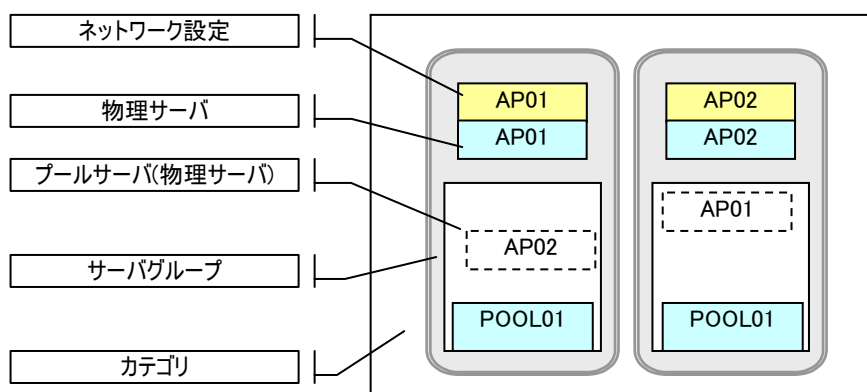 ネットワーク設定
物理サーバ
プールサーバ(物理サーバ)
サーバグループ
カテゴリ
AP01
AP01
AP02
POOL01
AP02
AP02
AP01
POOL01